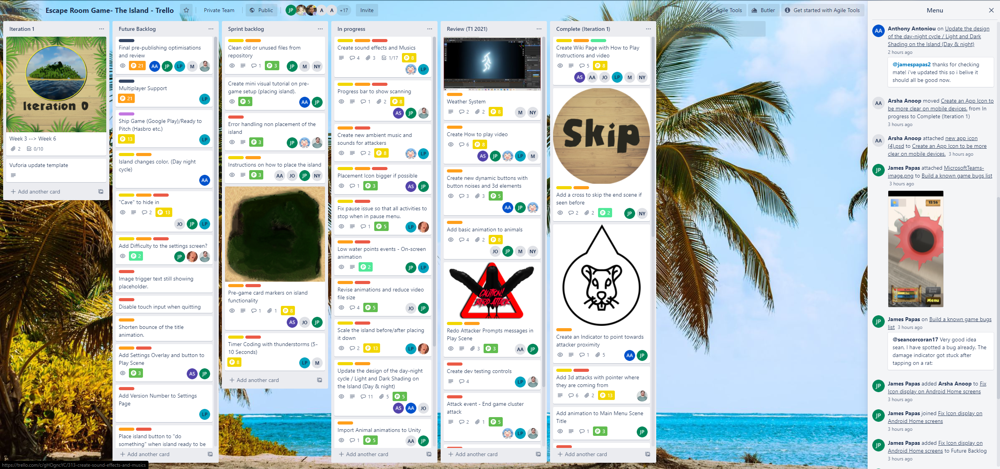 Board
Escape Room Game- The Island - Trello
Private Team
Public
JP
A
A
+17
Invite
Agile Tools
Butler
Get started with Agile Tools
Iteration 1
Iteration 0
Week 3 --> Week 6
2 0/10
Vuforia update template
+ Add another card
Future Backlog
Final pre-publishing optimisations
and review
P 21 AA JP LP M
Multiplayer Support
P 21 LP
Ship Game (Google Play)/Ready to
Pitch (Hasbro etc.)
P 13 LP
Island changes color, (Day night
cycle)
AA
"Cave" to hide in
2 P 13
JO JP LP
Add Difficulty to the settings screen?
P 2 JP
Image trigger text still showing
placeholder.
Disable touch input when quitting
Shorten bounce of the title
animation.
Add Settings Overlay and button to
Play Scene
P 3 AS JP
Add Version Number to Settings
Page
LP
Place island button to "do
something" when island ready to be
+ Add another card
Sprint backlog
Clean old or unused files from
repository
1 P 3 JP M NY
Create mini visual tutorial on pre-
game setup (placing island).
P 5 AA JP
Error handling non placement of the
island
P 3 JP
Instructions on how to place the island
P 3 AA JO JP NY
Pre-game card markers on island
functionality
1 1 P 8
AS JO JP
Timer Coding with thunderstorms (5-
10 Seconds)
P 8 LP M
+ Add another card
In progress
Create sound effects and Musics
4 3 1/17 P 8
LP
Progress bar to show scanning
1 2 P 8
AS JP
Create new ambient music and
sounds for attackers
2 P 8 LP
Placement Icon bigger if possible
1 P 3 AS JP
Fix pause issue so that all activities to
stop when in pause menu.
1 P 5 LP
Low water points events - On-screen
animation
P 2 JP LP
Revise animations and reduce video
file size
4 P 5 JO JP
Scale the island before/after placing
it down
2 P 13 LP
Update the design of the day-night
cycle / Light and Dark Shading on
the Island (Day & night)
11 5 P 5
AS AA JO
Import Animal animations to Unity
1 P 5 AA JP
+ Add another card
Review (T1 2021)
Weather System
2 2 P 8 M NY
Create How to play video
6 P 8
AS JP LP M
Create new dynamic buttons with
button noises and 3d elements
3 3 P 5
AA JP
Add basic animation to animals
4 2 P 8
JO JP M NY
CAUTION!
BIRD ATTACK
Redo Attacker Prompts messages in
Play Scene
3 P 3 AA JP
Create dev testing controls
4 LP
Attack event - End game cluster
attack
2 1 P 5
LP
+ Add another card
Complete (Iteration 1)
Create Wiki Page with How to Play
Instructions and video
5 P 8
AS AA JO LP M NY
Skip
Add a cross to skip the end scene if
seen before
2 2 P 2 JP NY
Create an Indicator to point towards
attacker proximity
1 5 AA JP
Add 3d attacks with pointer where
they are coming from
6 2 P 13
Add animation to Main Menu Scene
Title
1 P 3 JP
+ Add another card
+ Add another list
Menu
AA Anthony Antoniou on Update the design
of the day-night cycle / Light and Dark
Shading on the Island (Day & night)
2 hours ago
@jamespapas2 thanks for checking
mate! i've updated this so i belive it
should all be good now.
AA Arsha Anoop moved Create an App Icon to
be more clear on mobile devices. from In
progress to Complete (Iteration 1)
3 hours ago
AA Arsha Anoop attached new app icon
(4).psd to Create an App Icon to be more
clear on mobile devices. 3 hours ago
JP James Papas attached MicrosoftTeams-
image.png to Build a known game bugs list
3 hours ago
13 26
Menu
vuforia
JP James Papas on Build a known game bugs
list 3 hours ago
@seancorcoran17 Very good idea
sean, I have spotted a bug already. The
damage indicator got stuck after
tapping on a rat:
JP James Papas added Arsha Anoop to Fix
Icon display on Android Home screens
3 hours ago
JP James Papas joined Fix Icon display on
Android Home screens
3 hours ago
JP James Papas added Fix Icon display on
Android Home screens to Future Backlog
3 hours ago
https://trello.com/c/gHOgncYC/313-create-sound-effects-and-musics